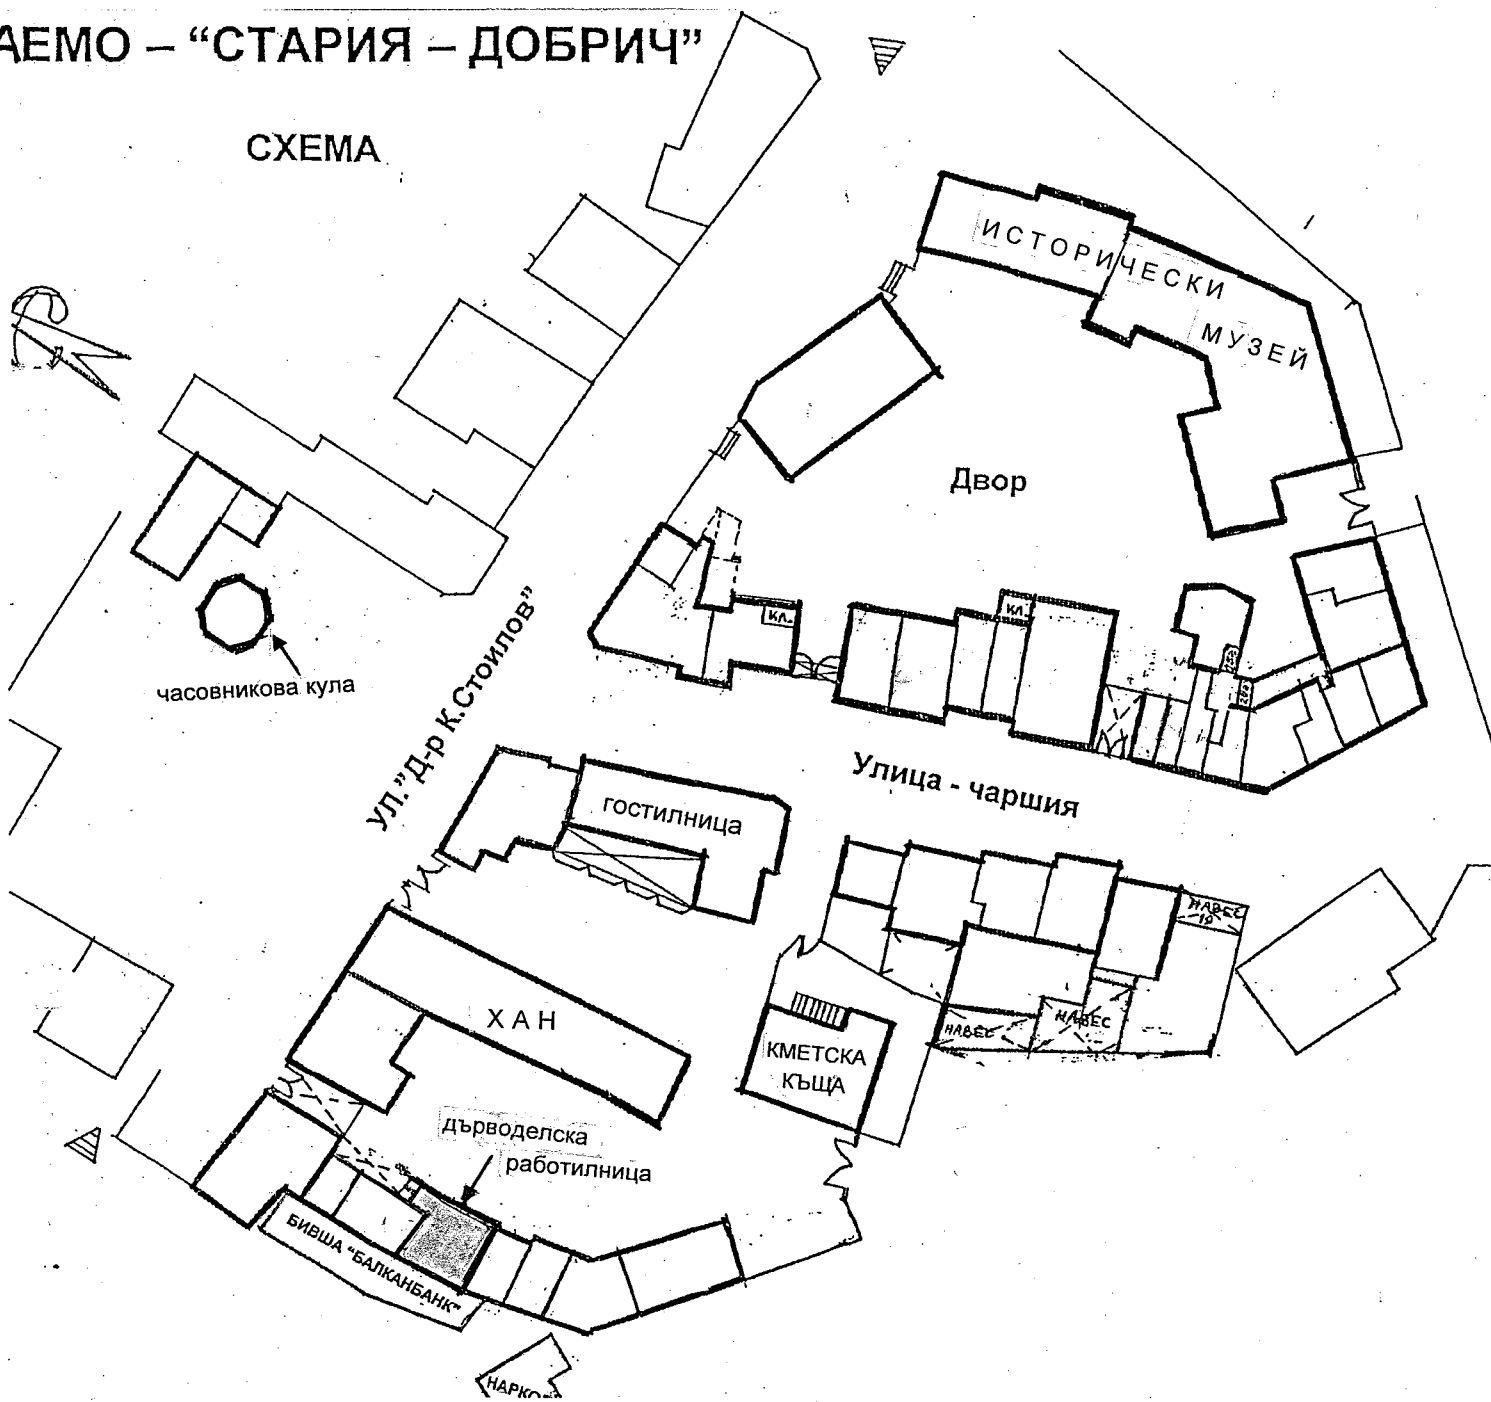 АЕМО – “СТАРИЯ – ДОБРИЧ”
СХЕМА
ИСТОРИЧЕСКИ
МУЗЕЙ
Двор
КЛ.
КЛ.
часовникова кула
УЛ.”Д-р К.Стоилов”
Улица - чаршия
ГОСТИЛНИЦА
НАВЕС
ХАН
НАВЕС
НАВЕС
КМЕТСКА
КЪЩА
дърводелска
работилница
БИВША “БАЛКАНБАНК”